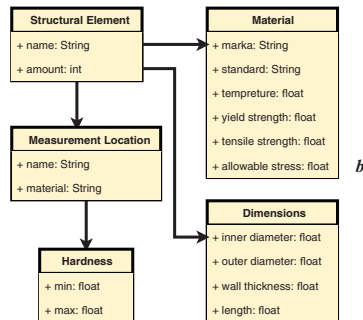 Structural Element
+ name: String
+ amount: int
Material
+ marka: String
+ standard: String
+ tempreture: float
+ yield strength: float
+ tensile strength: float
+ allowable stress: float
b
Measurement Location
+ name: String
+ material: String
Dimensions
+ inner diameter: float
+ outer diameter: float
+ wall thickness: float
+ length: float
Hardness
+ min: float
+ max: float